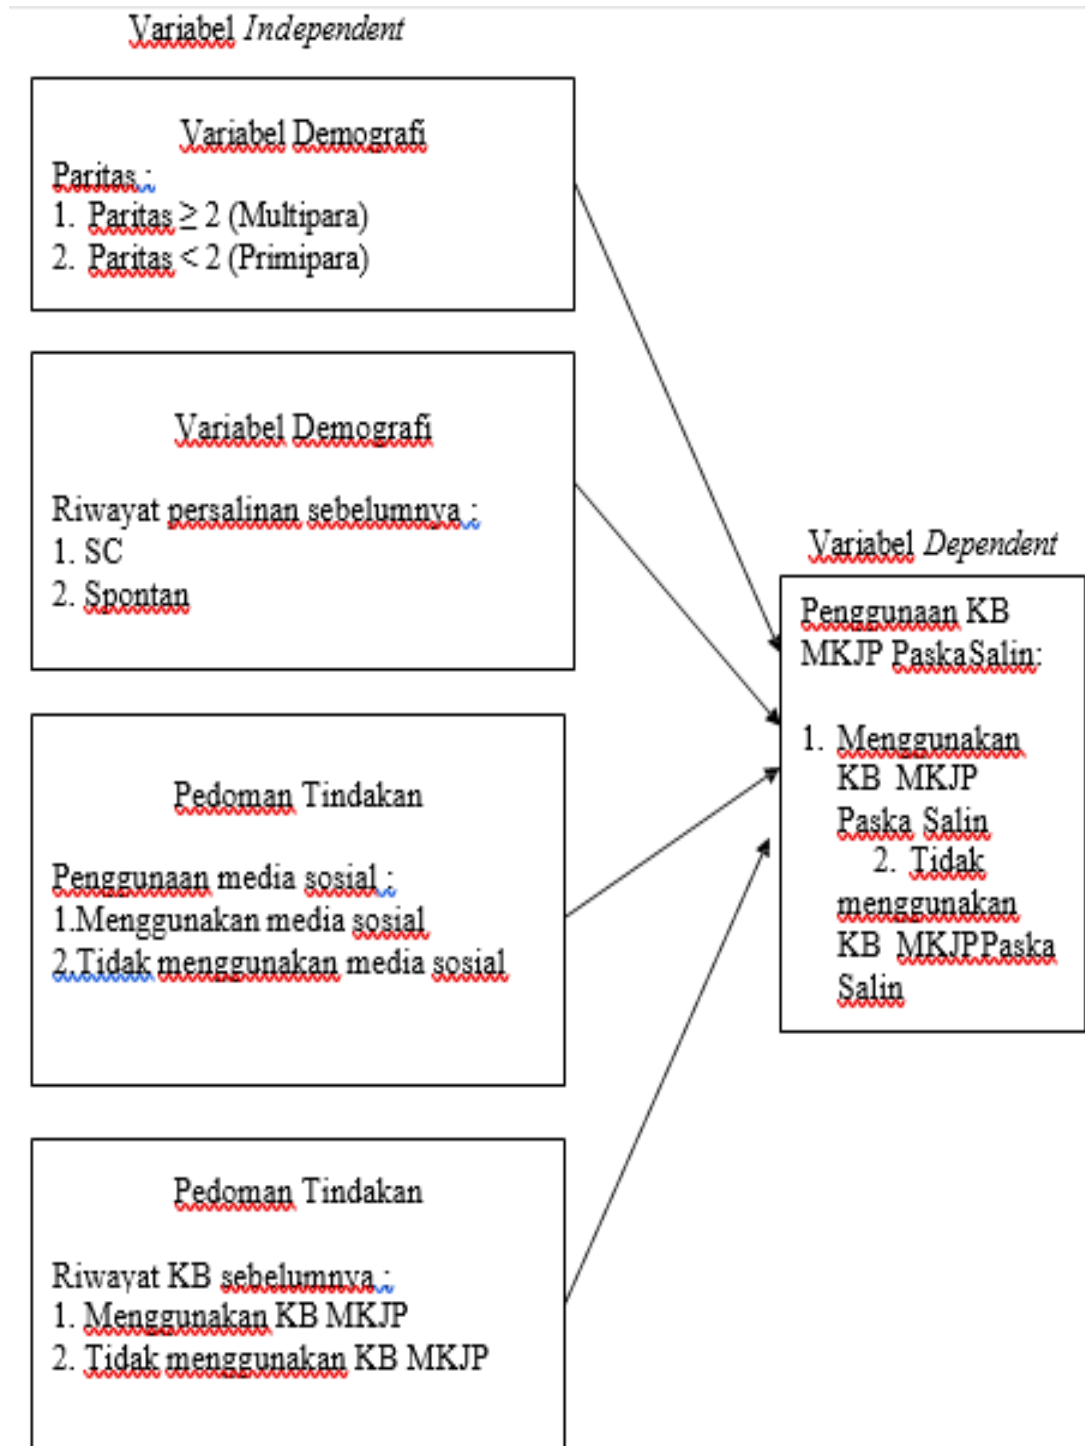 Variabel Independent
Variabel Demografi
Paritas :
1. Paritas ≥ 2 (Multipara)
2. Paritas < 2 (Primipara)
Variabel Demografi
Riwayat persalinan sebelumnya :
1. SC
2. Spontan
Pedoman Tindakan
Penggunaan media sosial :
1.Menggunakan media sosial
2.Tidak menggunakan media sosial
Pedoman Tindakan
Riwayat KB sebelumnya :
1. Menggunakan KB MKJP
2. Tidak menggunakan KB MKJP
Variabel Dependent
Penggunaan KB
MKJP PaskaSalin:
1. Menggunakan
KB MKJP
Paska Salin
2. Tidak
menggunakan
KB MKJPPaska
Salin